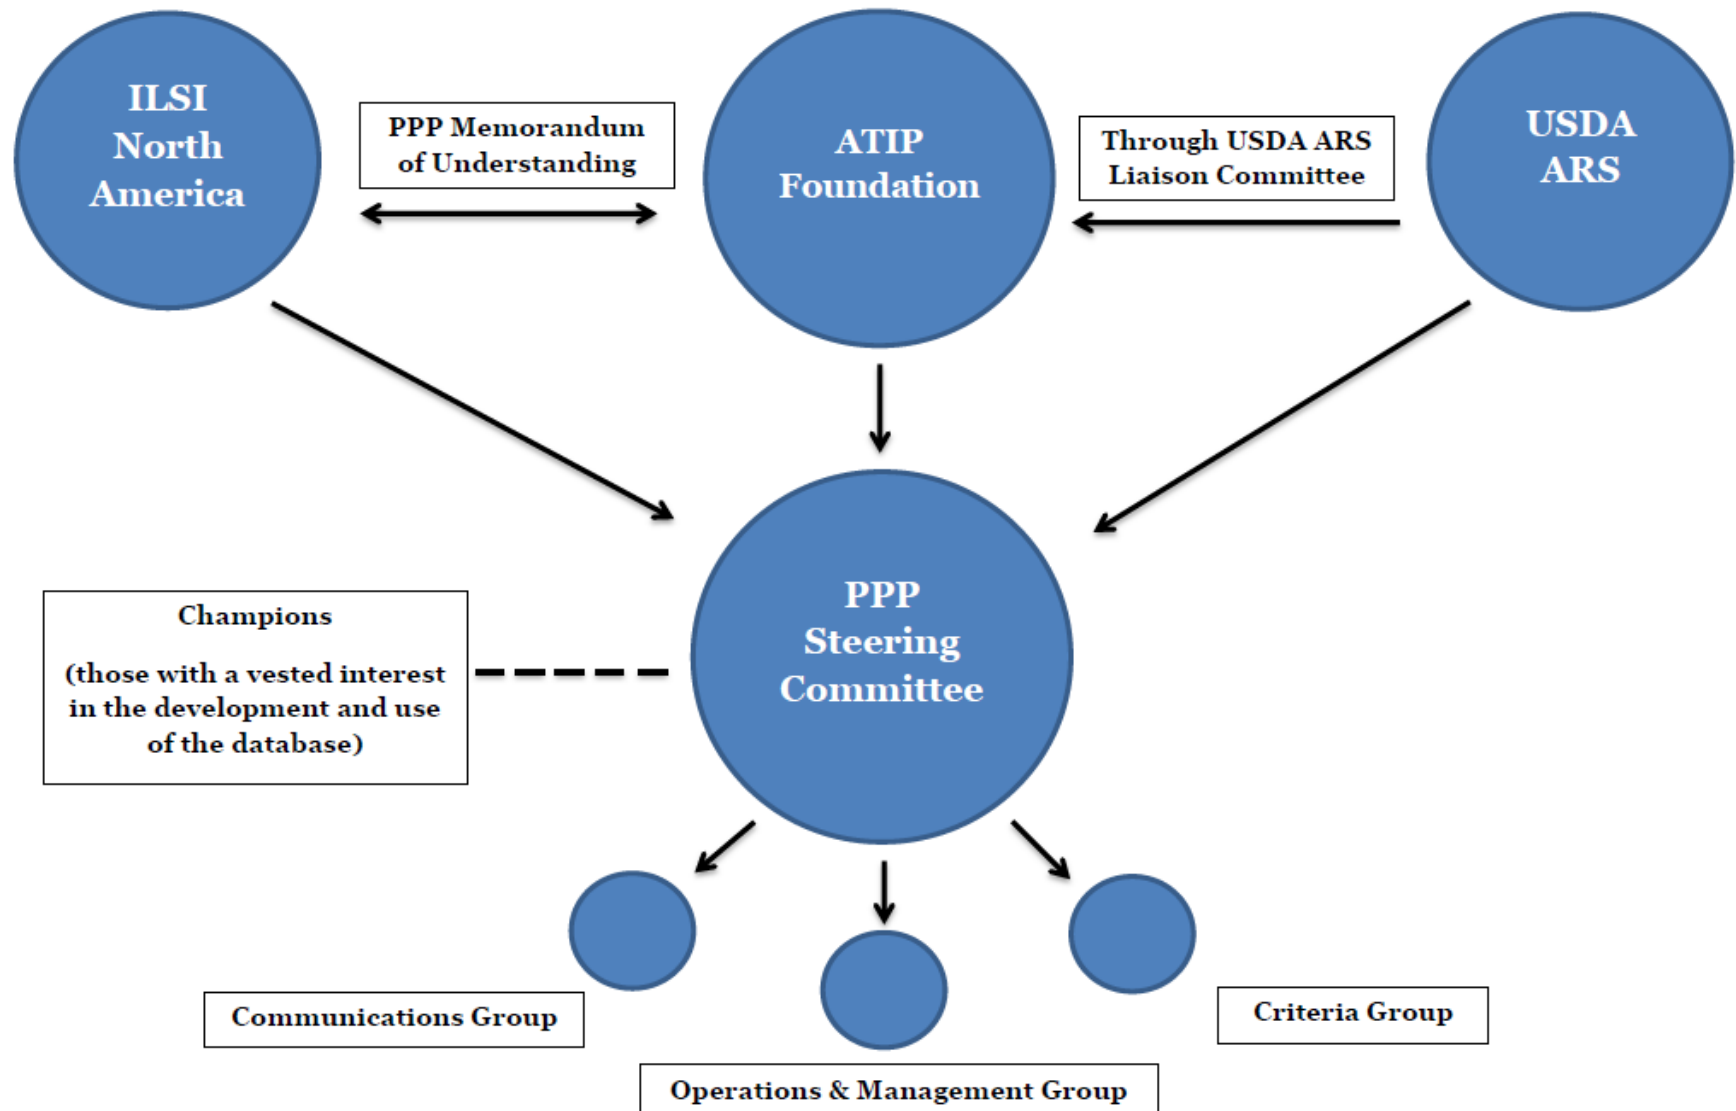 ILSI
North
America
PPP Memorandum
of Understanding
ATIP
Foundation
Through USDA ARS
Liaison Committee
USDA
ARS
PPP
Steering
Committee
Champions
(those with a vested interest
in the development and use
of the database)
Communications Group
Operations & Management Group
Criteria Group